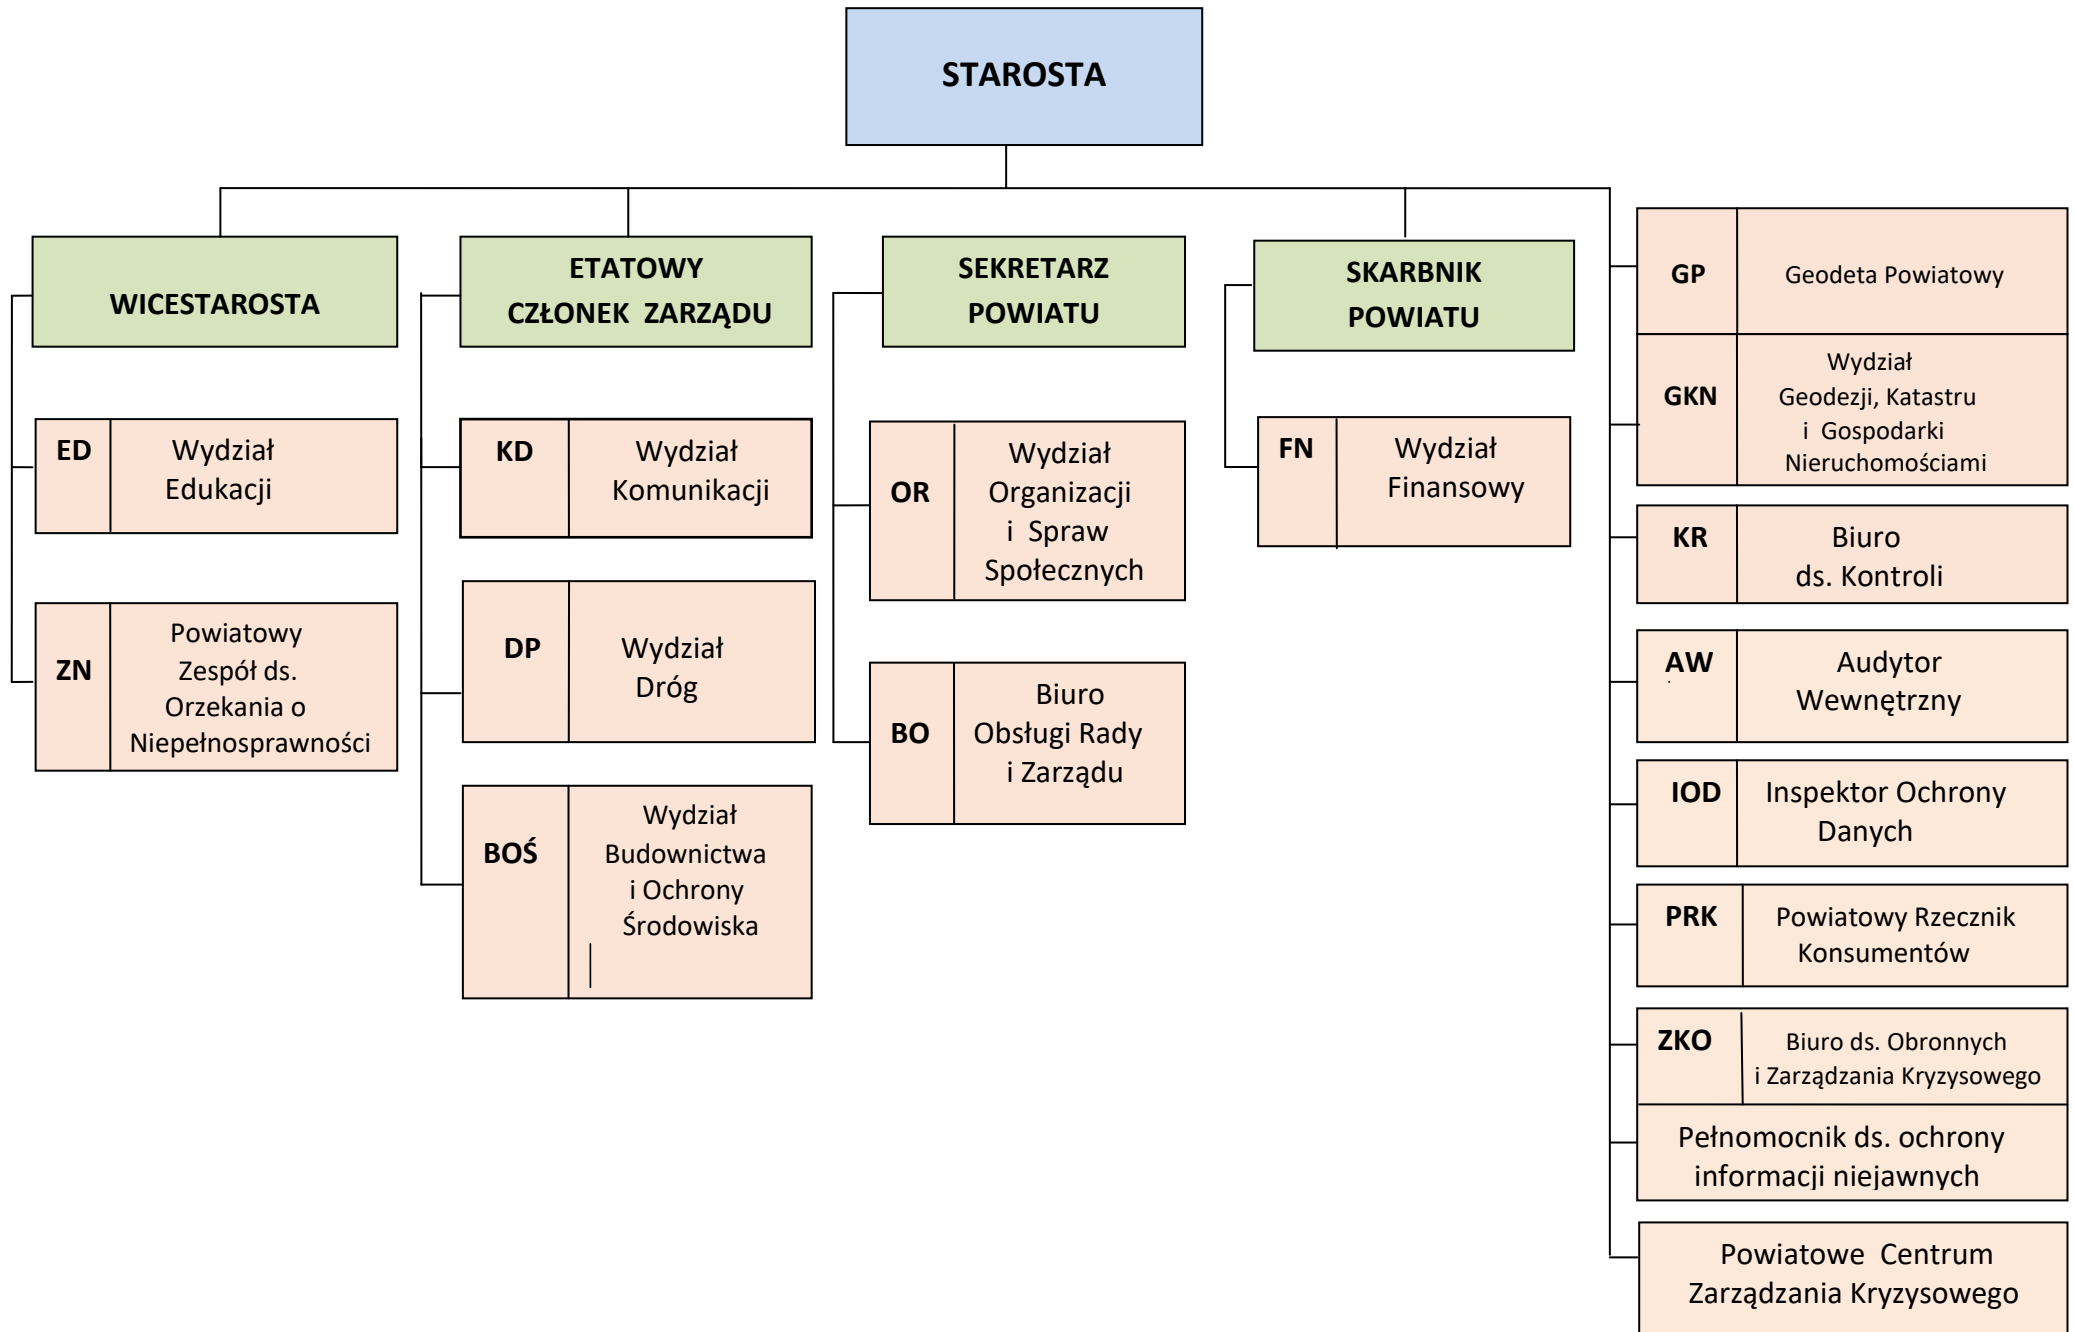 STAROSTA
WICESTAROSTA
ED
Wydział
Edukacji
ZN
Powiatowy
Zespół ds.
Orzekania o
Niepełnosprawności
ETATOWY
CZŁONEK ZARZĄDU
KD
Wydział
Komunikacji
DP
Wydział
Dróg
BOŚ
Wydział
Budownictwa
i Ochrony
Środowiska
SEKRETARZ
POWIATU
OR
Wydział
Organizacji
i Spraw
Społecznych
BO
Biuro
Obsługi Rady
i Zarządu
SKARBNIK
POWIATU
FN
Wydział
Finansowy
GP
Geodeta Powiatowy
GKN
Wydział
Geodezji, Katastru
i Gospodarki
Nieruchomościami
KR
Biuro
ds. Kontroli
AW
Audytor
Wewnętrzny
IOD
Inspektor Ochrony
Danych
PRK
Powiatowy Rzecznik
Konsumentów
ZKO
Biuro ds. Obronnych
i Zarządzania Kryzysowego
Pełnomocnik ds. ochrony
informacji niejawnych
Powiatowe Centrum
Zarządzania Kryzysowego